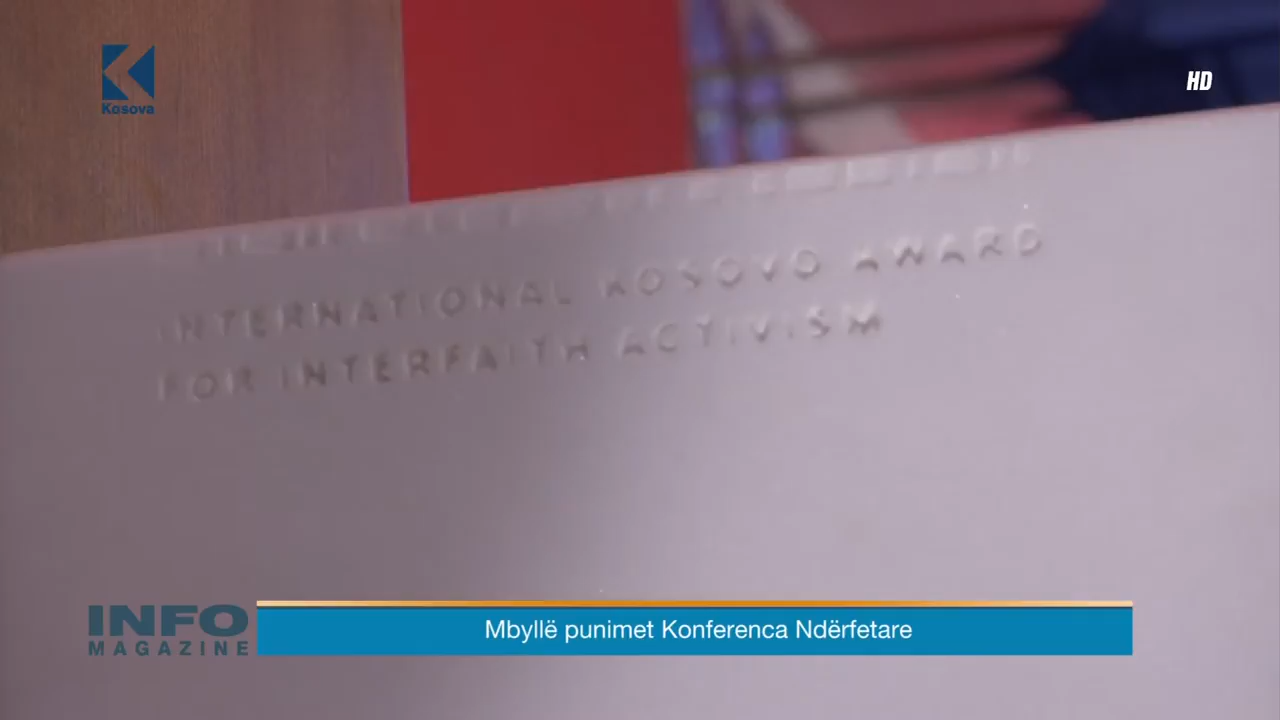 Kosova
HD
INTERNATIONAL KOSOVO AWARD
FOR INTERFAITH ACTIVISM
INFO
MAGAZINE
Mbyllë punimet Konferenca Ndërfetare